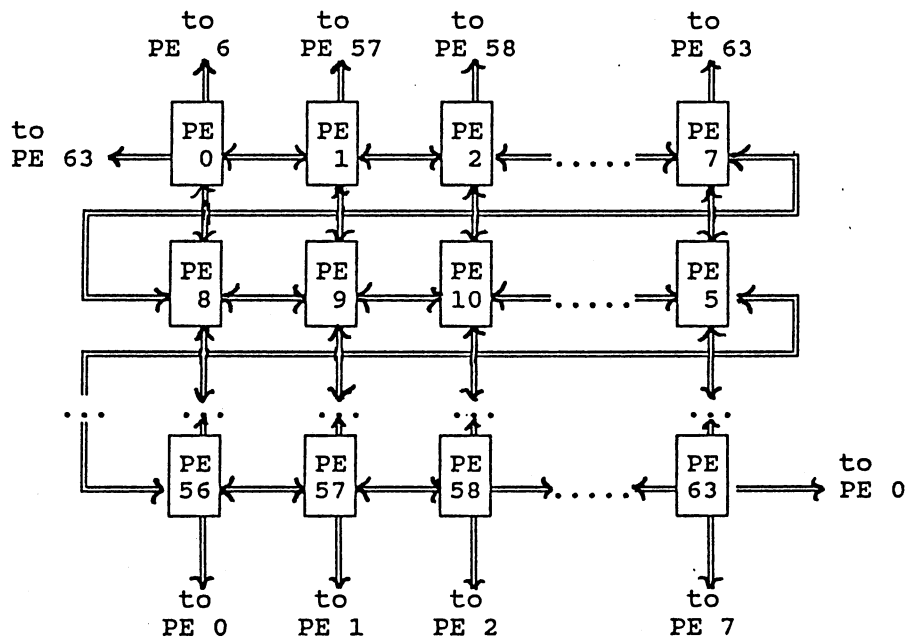 to to to to
PE 6 PE 57 PE 58 PE 63
to
PE 63
PE PE PE PE
0 1 2 ..... 7
PE PE PE PE
8 9 10 ..... 5
... ... ... ... ...
PE PE PE PE
56 57 58 ..... 63
to
PE 0
to to to to
PE 0 PE 1 PE 2 PE 7